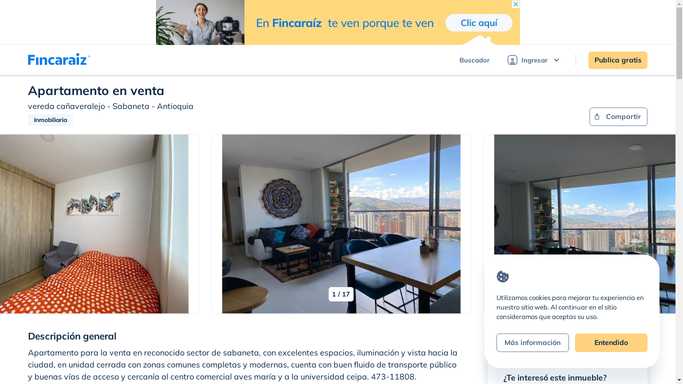 En Fincaraíz te ven porque te ven
Clic aquí
Fincaraiz
Buscador
Ingresar
Publica gratis
Apartamento en venta
vereda cañaveralejo - Sabaneta - Antioquia
Inmobiliaria
Compartir
1 / 17
Utilizamos cookies para mejorar tu experiencia en
nuestro sitio web. Al continuar en el sitio
consideramos que aceptas su uso.
Más información
Entendido
Descripción general
Apartamento para la venta en reconocido sector de sabaneta, con excelentes espacios, iluminación y vista hacia la
ciudad, en unidad cerrada con zonas comunes completas y modernas, cuenta con buen fluido de transporte público
y buenas vías de acceso y cercanía al centro comercial aves maría y a la universidad ceipa. 473-11808.
¿Te interesó este inmueble?